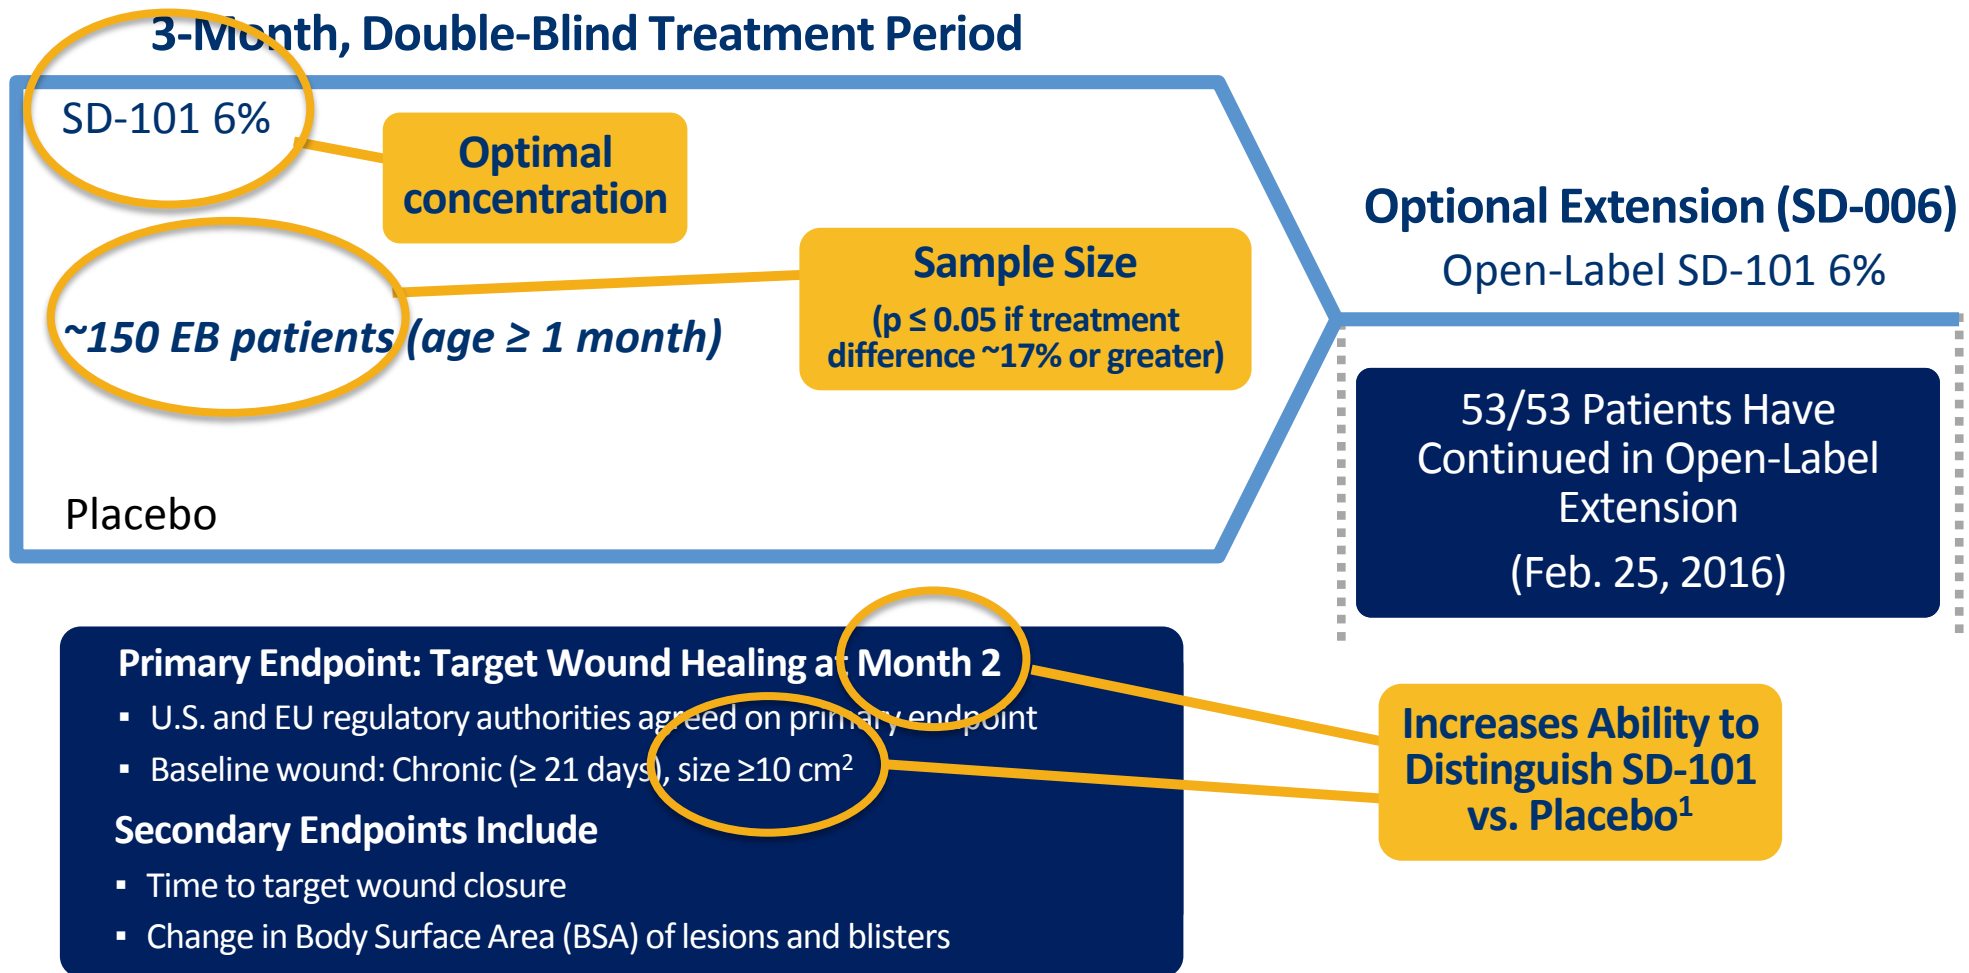 3-Month, Double-Blind Treatment Period
SD-101 6%
Optimal
concentration
~150 EB patients (age ≥ 1 month)
Sample Size
(p ≤ 0.05 if treatment
difference ~17% or greater)
Placebo
Optional Extension (SD-006)
Open-Label SD-101 6%
53/53 Patients Have
Continued in Open-Label
Extension
(Feb. 25, 2016)
Primary Endpoint: Target Wound Healing at Month 2
▪ U.S. and EU regulatory authorities agreed on primary endpoint
▪ Baseline wound: Chronic (≥ 21 days), size ≥10 cm²
Secondary Endpoints Include
▪ Time to target wound closure
▪ Change in Body Surface Area (BSA) of lesions and blisters
Increases Ability to
Distinguish SD-101
vs. Placebo¹